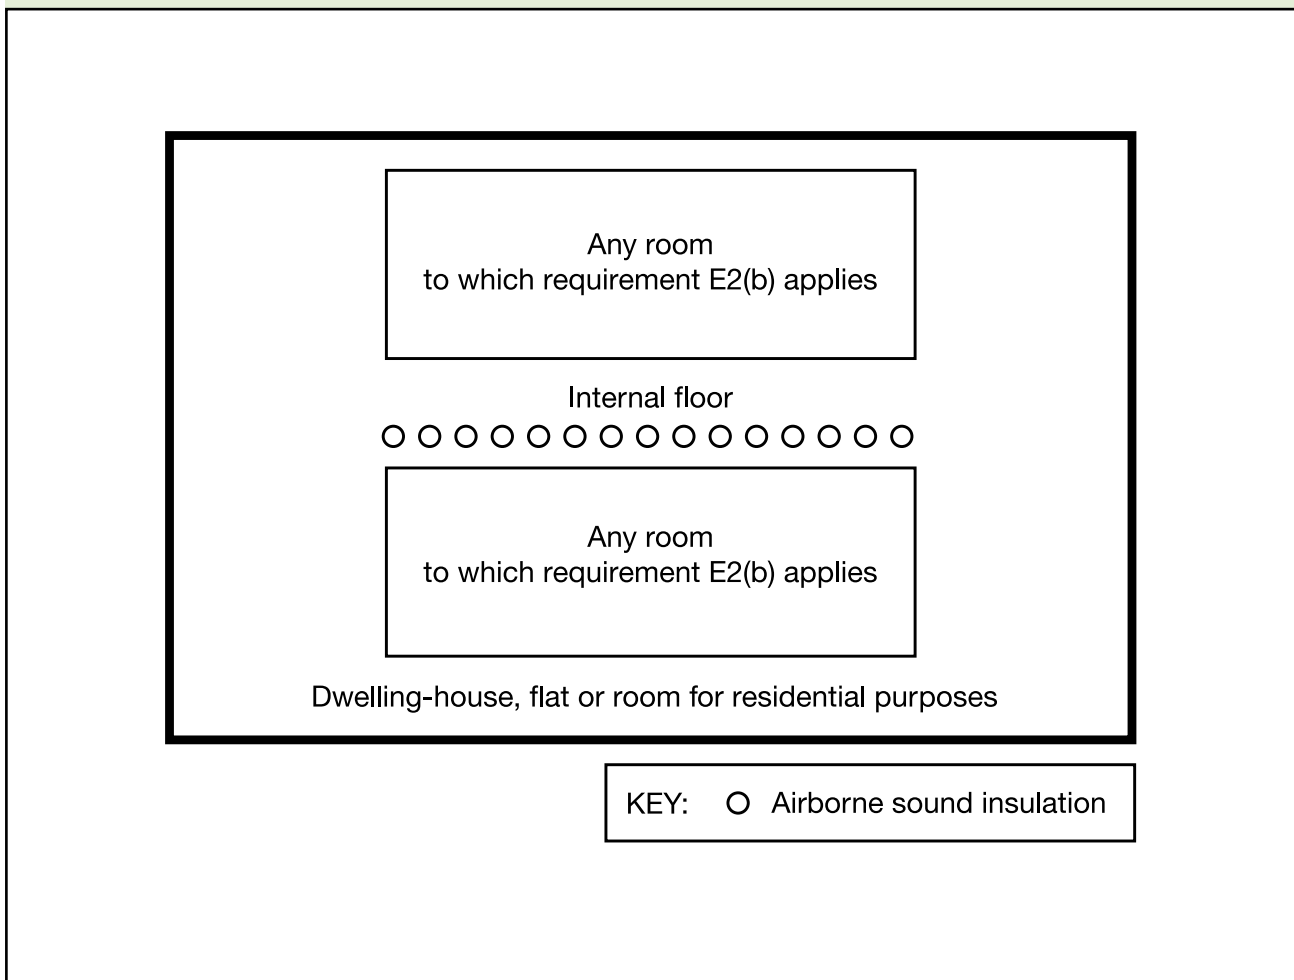 Any room
to which requirement E2(b) applies
Internal floor
Any room
to which requirement E2(b) applies
Dwelling-house, flat or room for residential purposes
KEY: Airborne sound insulation